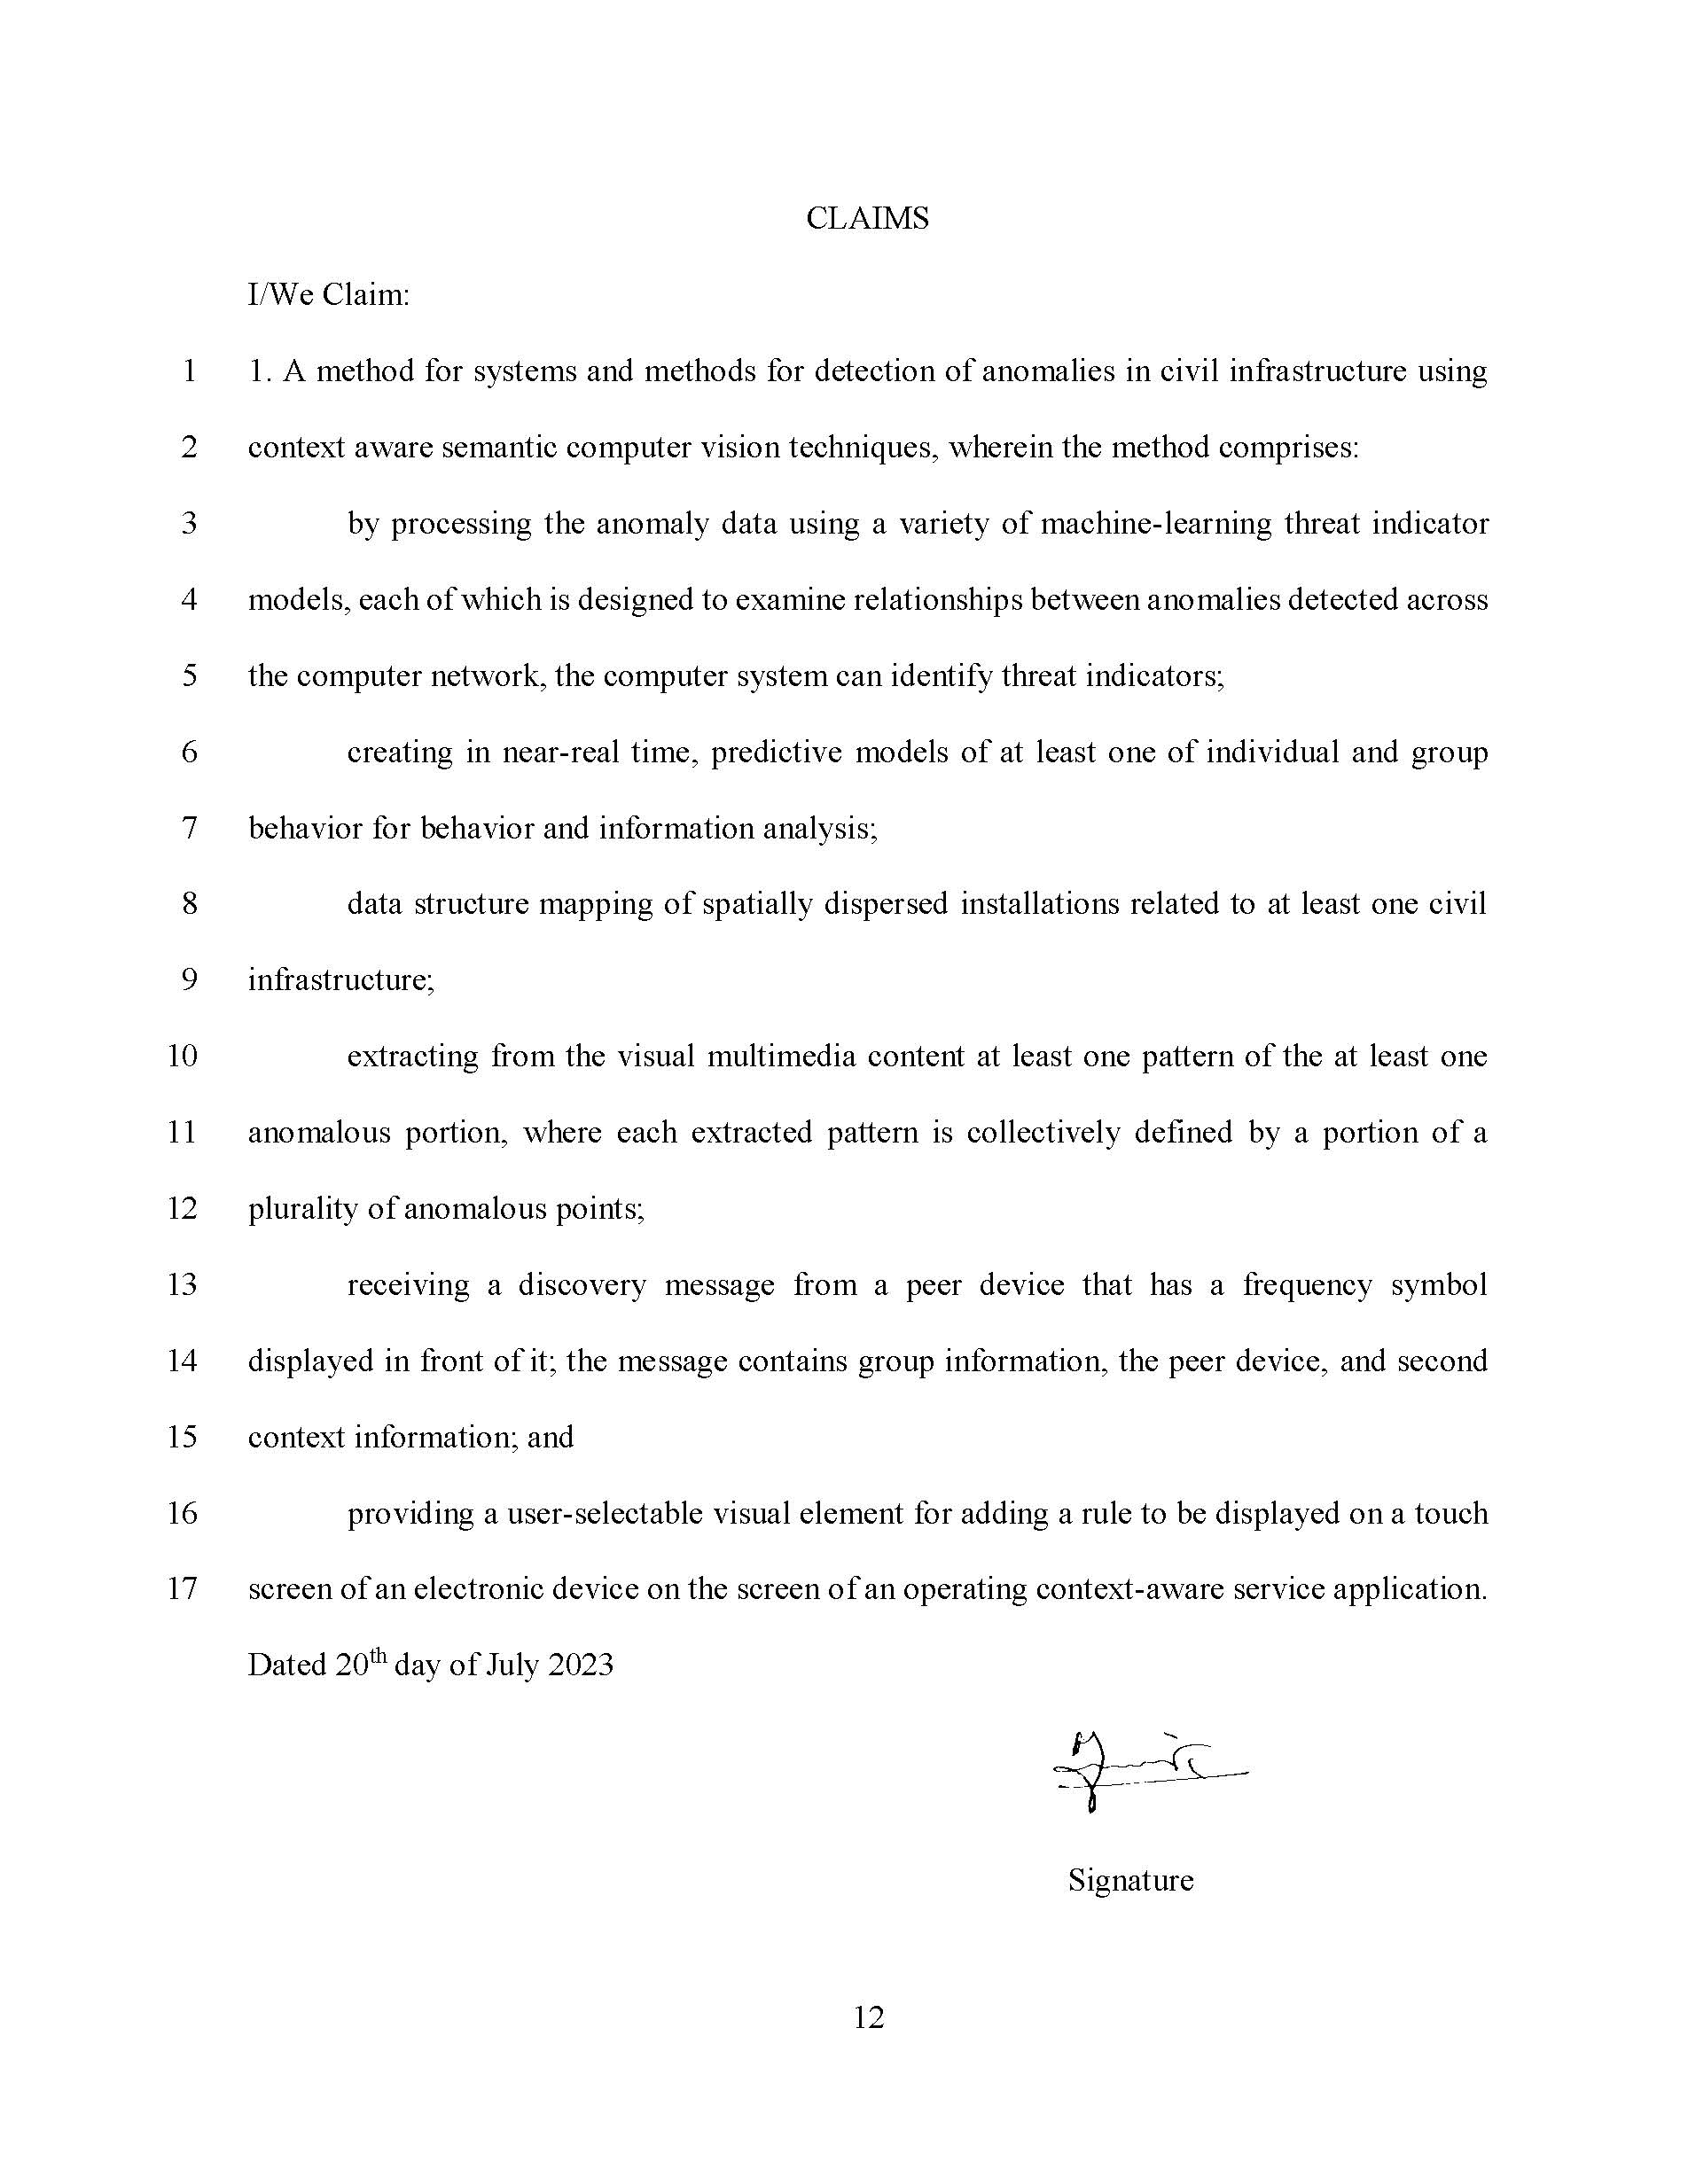 CLAIMS
I/We Claim:
1 1. A method for systems and methods for detection of anomalies in civil infrastructure using
2 context aware semantic computer vision techniques, wherein the method comprises:
3 by processing the anomaly data using a variety of machine-learning threat indicator
4 models, each of which is designed to examine relationships between anomalies detected across
5 the computer network, the computer system can identify threat indicators;
6 creating in near-real time, predictive models of at least one of individual and group
7 behavior for behavior and information analysis;
8 data structure mapping of spatially dispersed installations related to at least one civil
9 infrastructure;
10 extracting from the visual multimedia content at least one pattern of the at least one
11 anomalous portion, where each extracted pattern is collectively defined by a portion of a
12 plurality of anomalous points;
13 receiving a discovery message from a peer device that has a frequency symbol
14 displayed in front of it; the message contains group information, the peer device, and second
15 context information; and
16 providing a user-selectable visual element for adding a rule to be displayed on a touch
17 screen of an electronic device on the screen of an operating context-aware service application.
Dated 20th day of July 2023
Signature
12